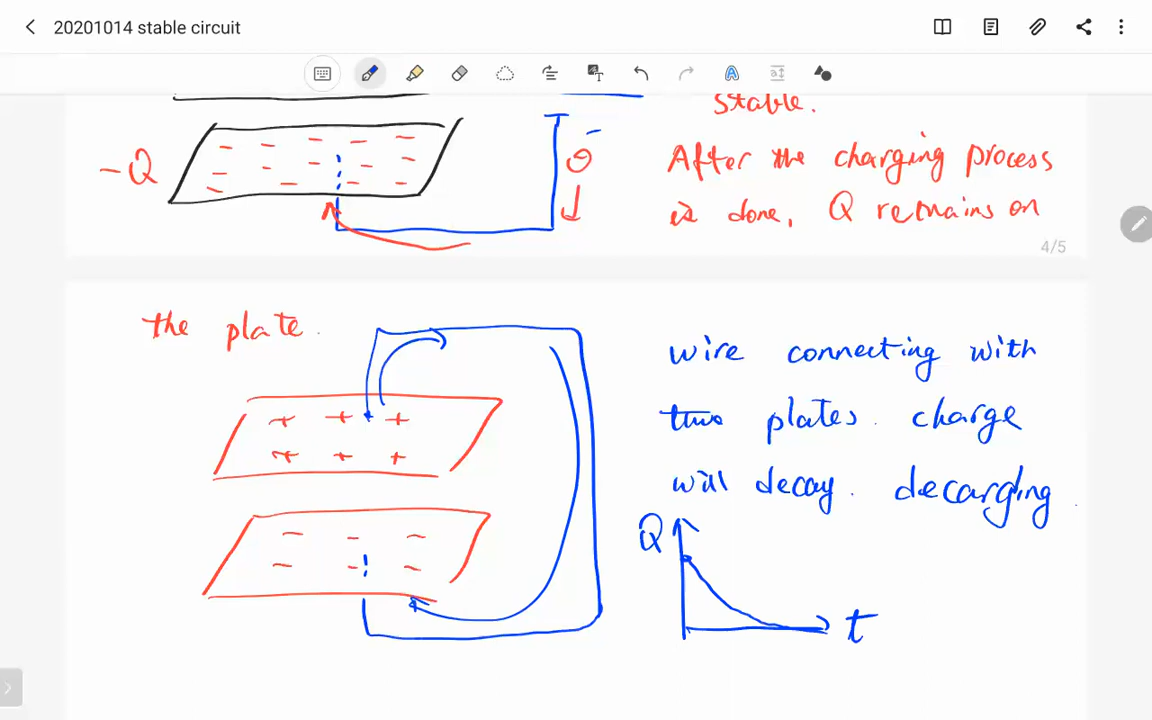 20201014 stable circuit
stable.
-Q
After the charging process
is done, Q remains on
4/5
the plate.
wire connecting with
two plates. charge
will decay. decargling
Q
t